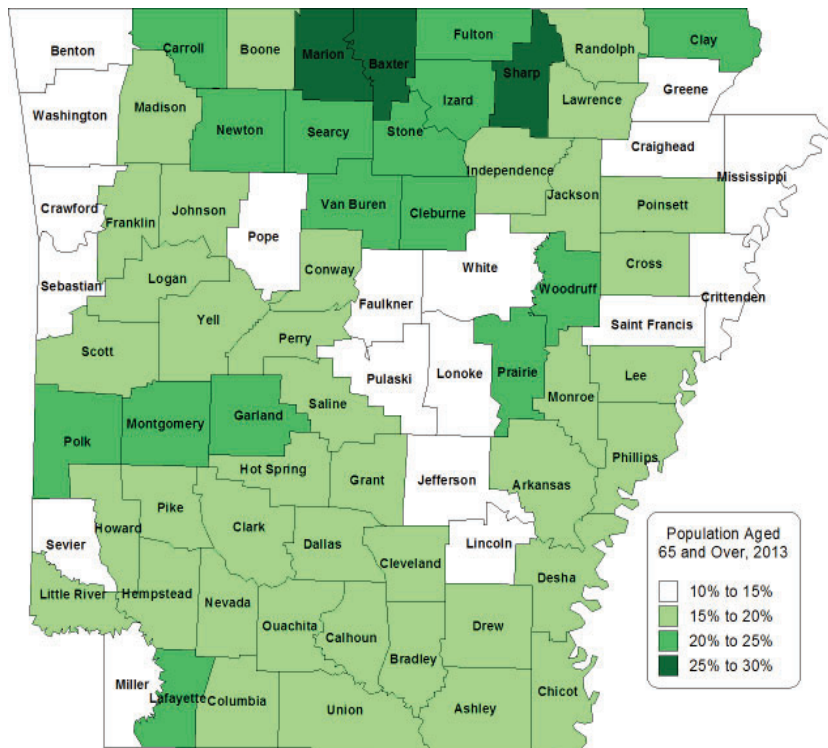 Benton
Carroll
Boone
Marion
Baxter
Fulton
Sharp
Randolph
Clay
Washington
Madison
Newton
Searcy
Stone
Izard
Lawrence
Greene
Craighead
Mississippi
Crawford
Franklin
Johnson
Pope
Van Buren
Cleburne
Independence
Jackson
Poinsett
Sebastian
Logan
Conway
Faulkner
White
Woodruff
Cross
Crittenden
Saint Francis
Scott
Yell
Perry
Pulaski
Lonoke
Prairie
Monroe
Lee
Polk
Montgomery
Garland
Saline
Hot Spring
Grant
Jefferson
Arkansas
Phillips
Sevier
Howard
Pike
Clark
Dallas
Cleveland
Lincoln
Desha
Little River
Hempstead
Nevada
Ouachita
Calhoun
Bradley
Drew
Miller
Lafayette
Columbia
Union
Ashley
Chicot
Population Aged
65 and Over, 2013
10% to 15%
15% to 20%
20% to 25%
25% to 30%